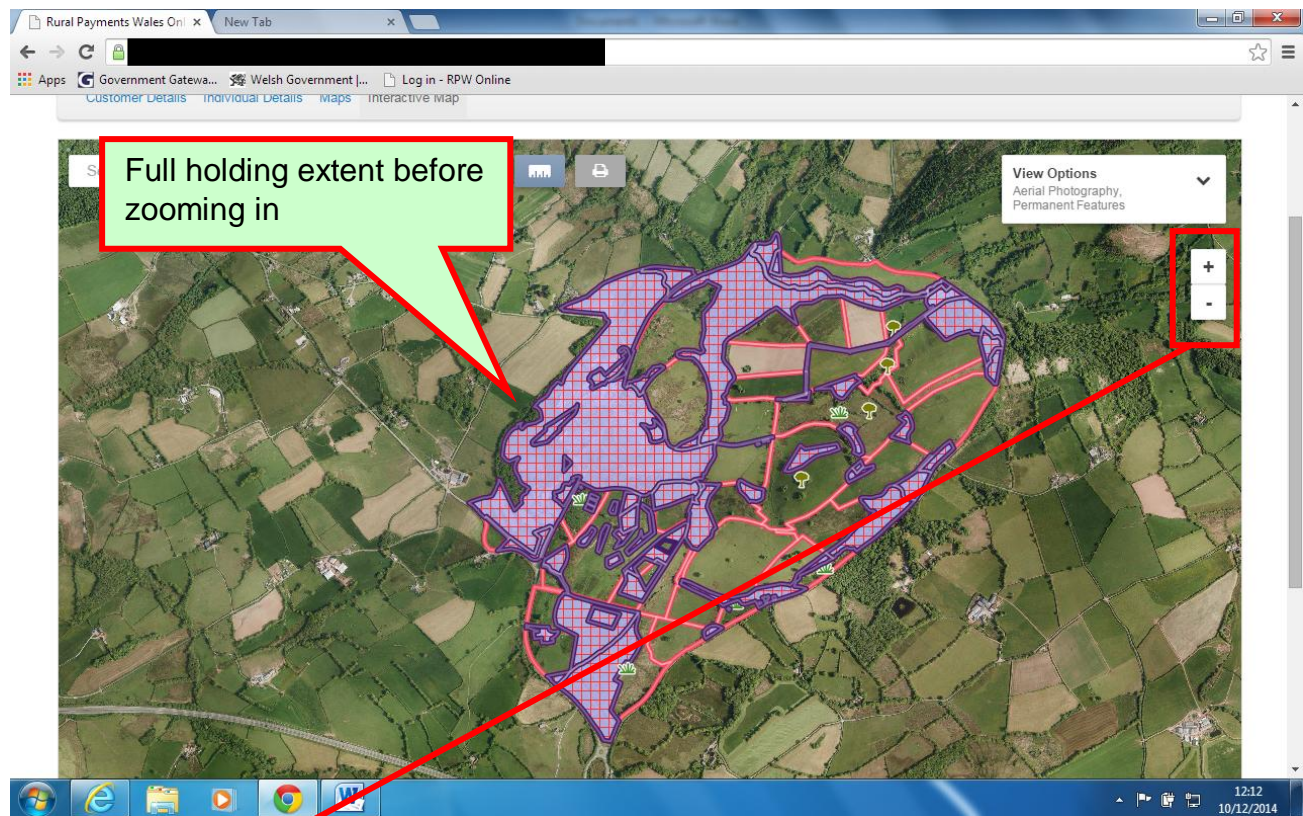 Rural Payments Wales Onl
New Tab
Apps
Government Gatewa...
Welsh Government |...
Log in - RPW Online
Customer Details
Individual Details
Maps
Interactive Map
Full holding extent before
zooming in
View Options
Aerial Photography,
Permanent Features
+
-
12:12
10/12/2014